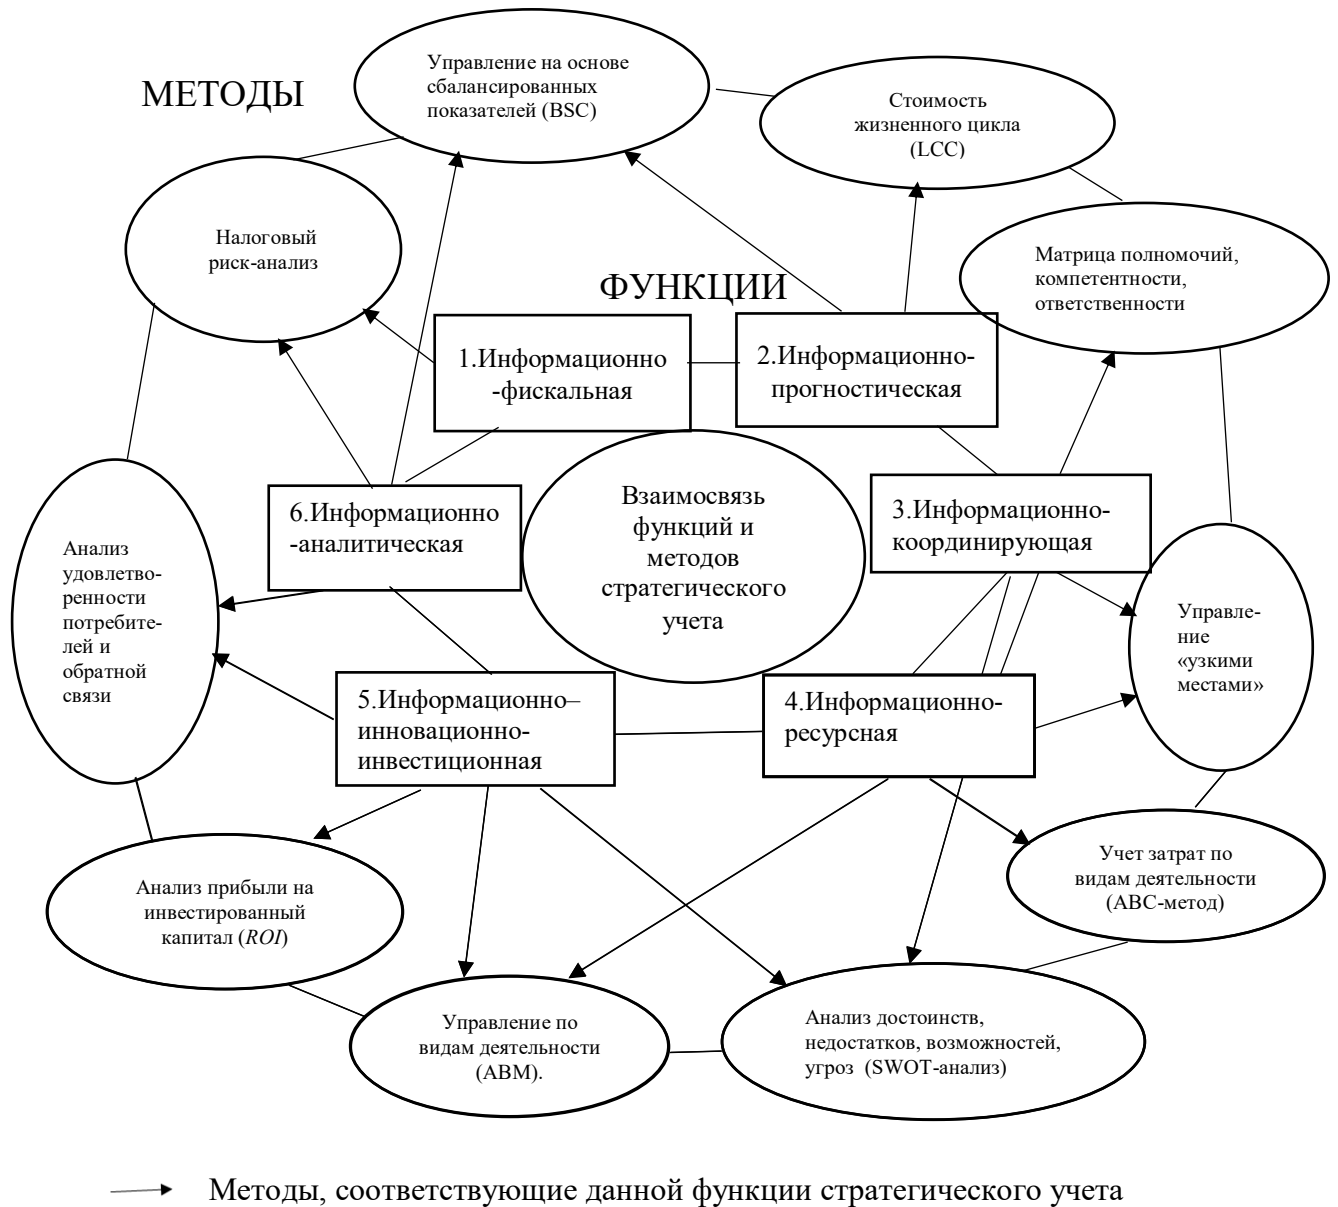 МЕТОДЫ
Управление на основе
сбалансированных
показателей (BSC)
Стоимость
жизненного цикла
(LCC)
Налоговый
риск-анализ
Матрица полномочий,
компетентности,
ответственности
ФУНКЦИИ
1.Информационно
-фискальная
2.Информационно-
прогностическая
6.Информационно
-аналитическая
Взаимосвязь
функций и
методов
стратегического
учета
3.Информационно-
координирующая
Анализ
удовлетво-
ренности
потребите-
лей и
обратной
связи
Управле-
ние
«узкими
местами»
5.Информационно–
инновационно-
инвестиционная
4.Информационно-
ресурсная
Анализ прибыли на
инвестированный
капитал (ROI)
Учет затрат по
видам деятельности
(АВС-метод)
Управление по
видам деятельности
(АВМ).
Анализ достоинств,
недостатков, возможностей,
угроз  (SWOT-анализ)
Методы, соответствующие данной функции стратегического учета